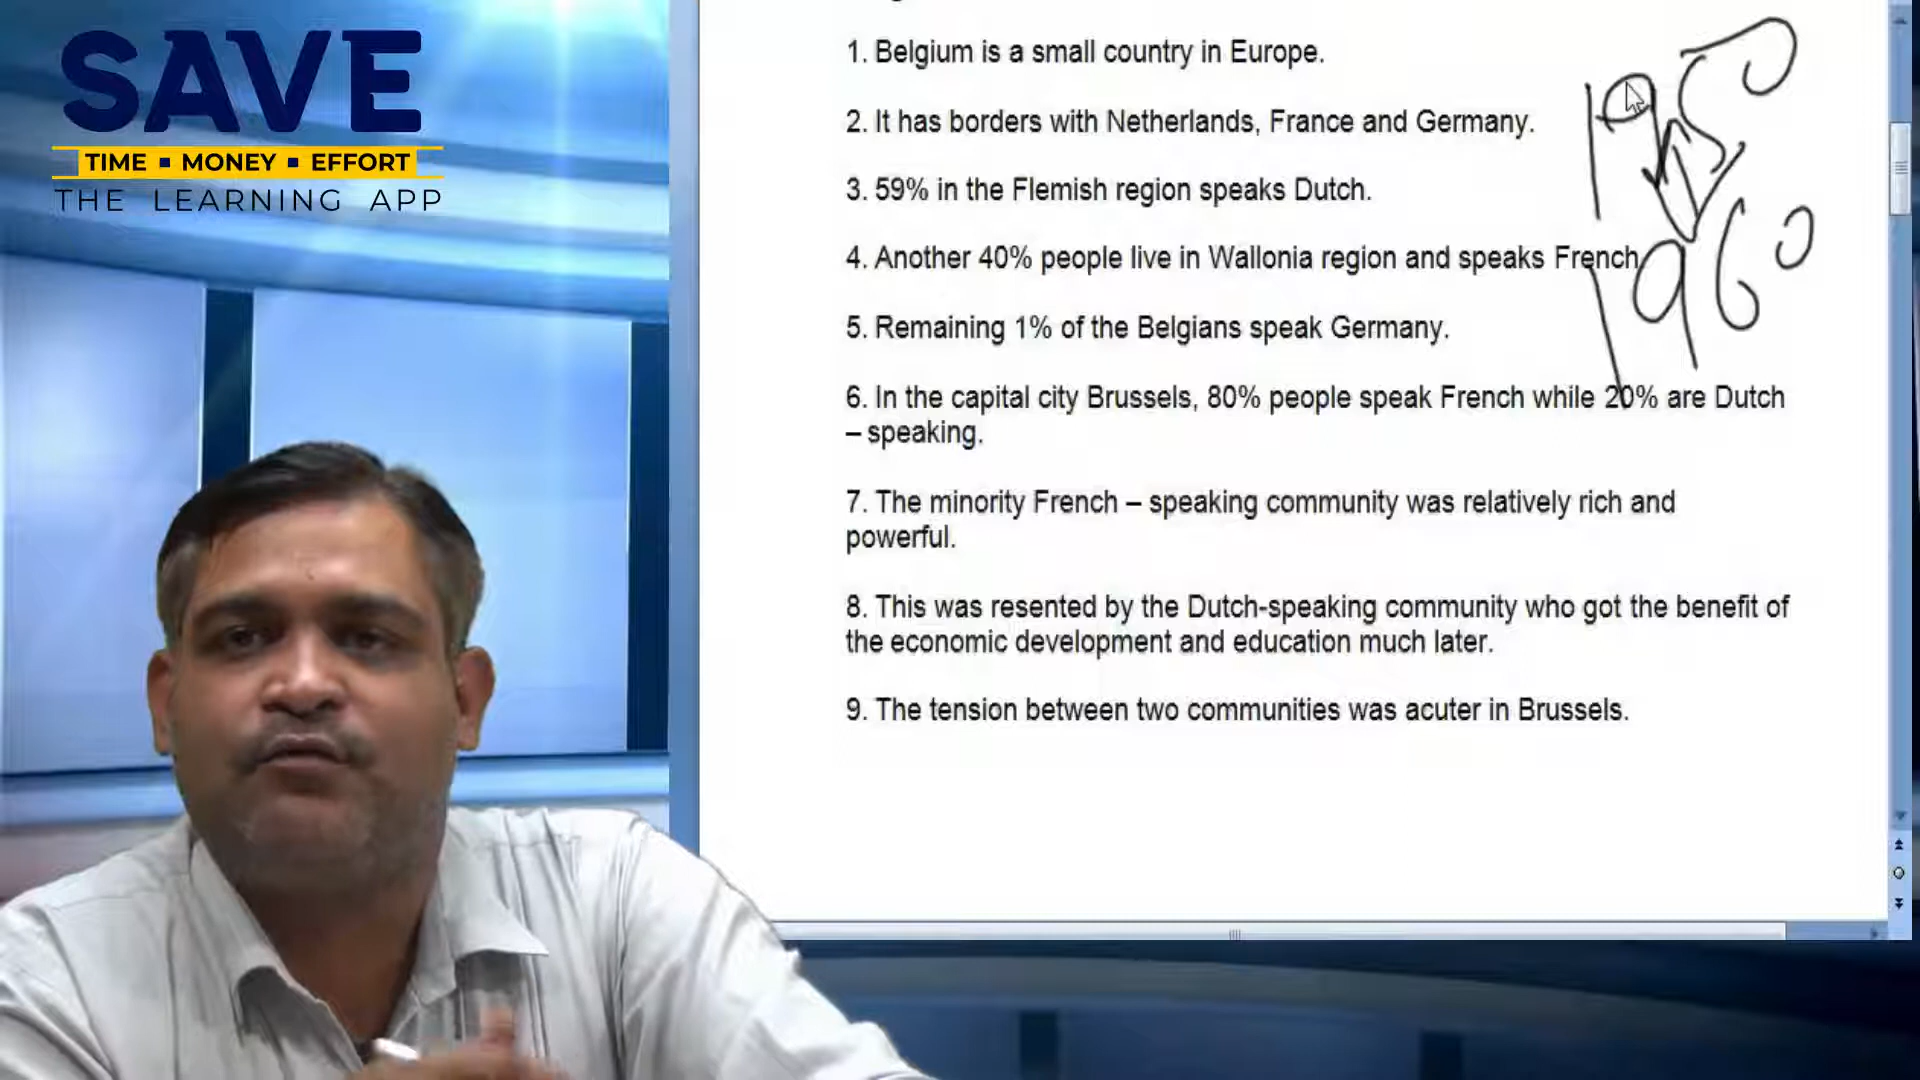 SAVE
TIME ▪ MONEY ▪ EFFORT
THE LEARNING APP
1. Belgium is a small country in Europe.
2. It has borders with Netherlands, France and Germany.
3. 59% in the Flemish region speaks Dutch.
4. Another 40% people live in Wallonia region and speaks French
5. Remaining 1% of the Belgians speak Germany.
6. In the capital city Brussels, 80% people speak French while 20% are Dutch
– speaking.
7. The minority French – speaking community was relatively rich and
powerful.
8. This was resented by the Dutch-speaking community who got the benefit of
the economic development and education much later.
9. The tension between two communities was acuter in Brussels.
1950
1960